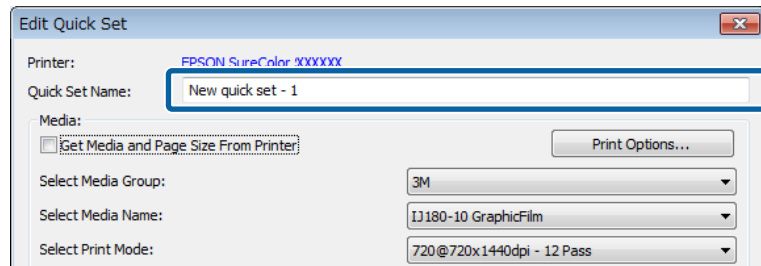 Edit Quick Set
Printer: EPSON SureColor XXXXXX
Quick Set Name: New quick set - 1
Media:
Get Media and Page Size From Printer Print Options...
Select Media Group: 3M
Select Media Name: IJ180-10 GraphicFilm
Select Print Mode: 720@720x1440dpi - 12 Pass